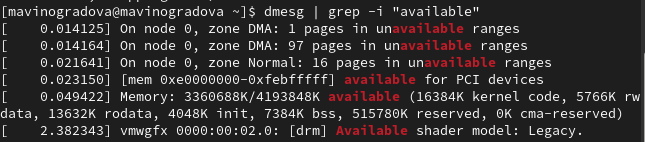 [mavinogradova@mavinogradova ~]$ dmesg | grep -i "available"
[    0.014125] On node 0, zone DMA: 1 pages in unavailable ranges
[    0.014164] On node 0, zone DMA: 97 pages in unavailable ranges
[    0.021641] On node 0, zone Normal: 16 pages in unavailable ranges
[    0.023150] [mem 0xe0000000-0xfebfffff] available for PCI devices
[    0.049422] Memory: 3360688K/4193848K available (16384K kernel code, 5766K rw
data, 13632K rodata, 4048K init, 7384K bss, 515780K reserved, 0K cma-reserved)
[    2.382343] vmwgfx 0000:00:02.0: [drm] Available shader model: Legacy.